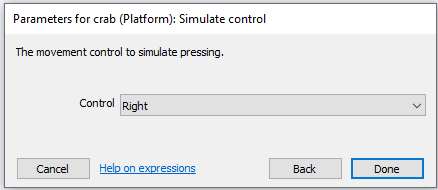 Parameters for crab (Platform): Simulate control
The movement control to simulate pressing.
Control Right
Cancel Help on expressions Back Done